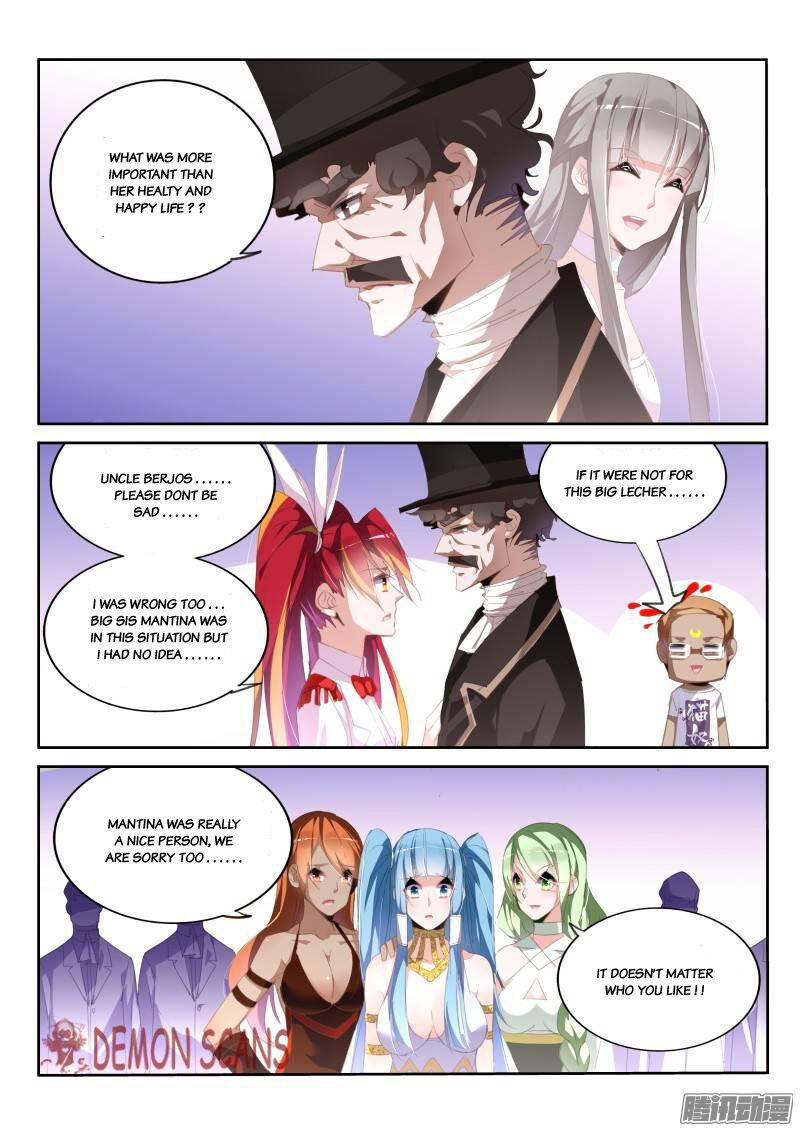 WHAT WAS MORE
IMPORTANT THAN
HER HEALTY AND
HAPPY LIFE ? ?
UNCLE BERJOS . . . . . .
PLEASE DONT BE
SAD . . . . . .
IF IT WERE NOT FOR
THIS BIG LECHER . . . . . .
I WAS WRONG TOO . . .
BIG SIS MANTINA WAS
IN THIS SITUATION BUT
I HAD NO IDEA . . . . . .
猫
奴
MANTINA WAS REALLY
A NICE PERSON, WE
ARE SORRY TOO . . . . . .
IT DOESN'T MATTER
WHO YOU LIKE ! !
DEMON SCANS
腾讯动漫